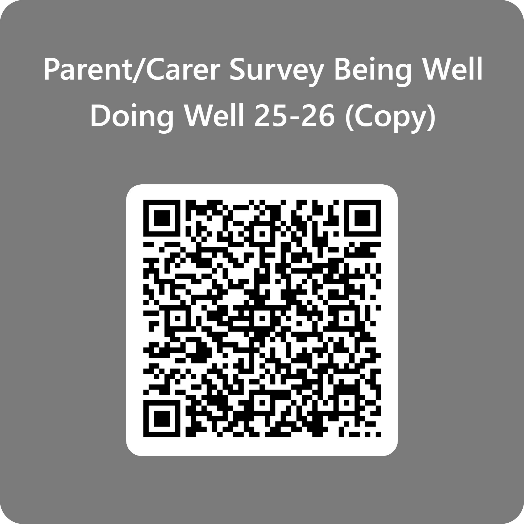 Parent/Carer Survey Being Well
Doing Well 25-26 (Copy)